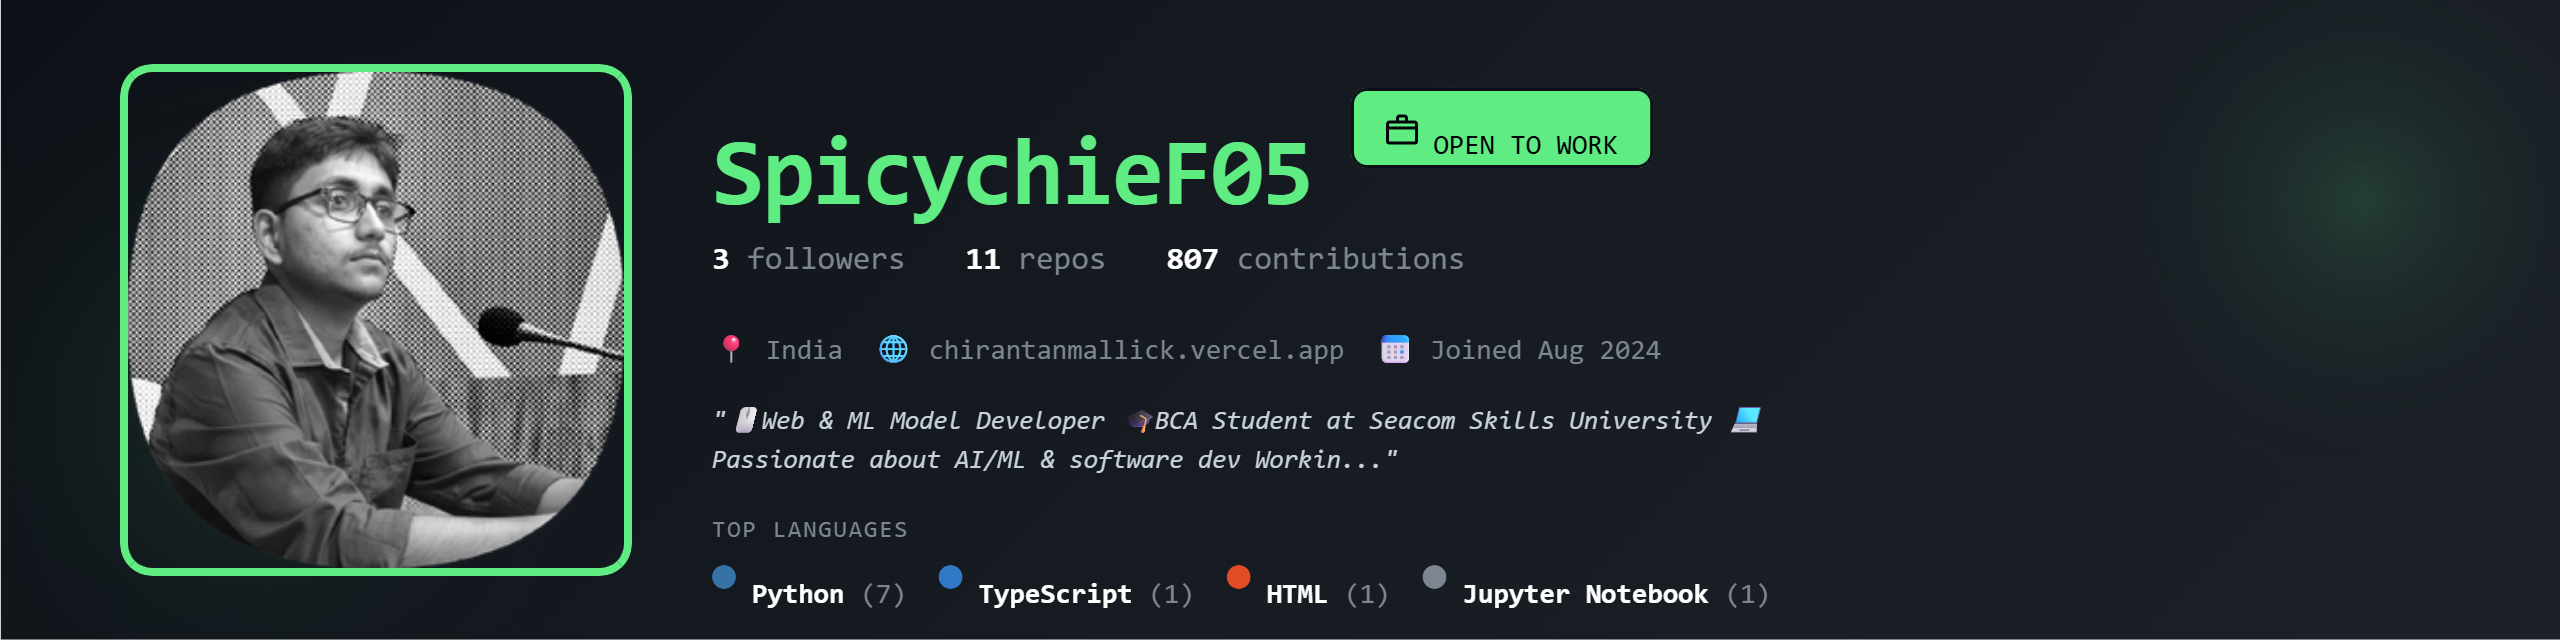 SpicychieF05
OPEN TO WORK
3 followers 11 repos 807 contributions
India chirantanmallick.vercel.app Joined Aug 2024
"🖱️Web & ML Model Developer 🎓BCA Student at Seacom Skills University 💻
Passionate about AI/ML & software dev Workin..."
TOP LANGUAGES
Python (7) TypeScript (1) HTML (1) Jupyter Notebook (1)